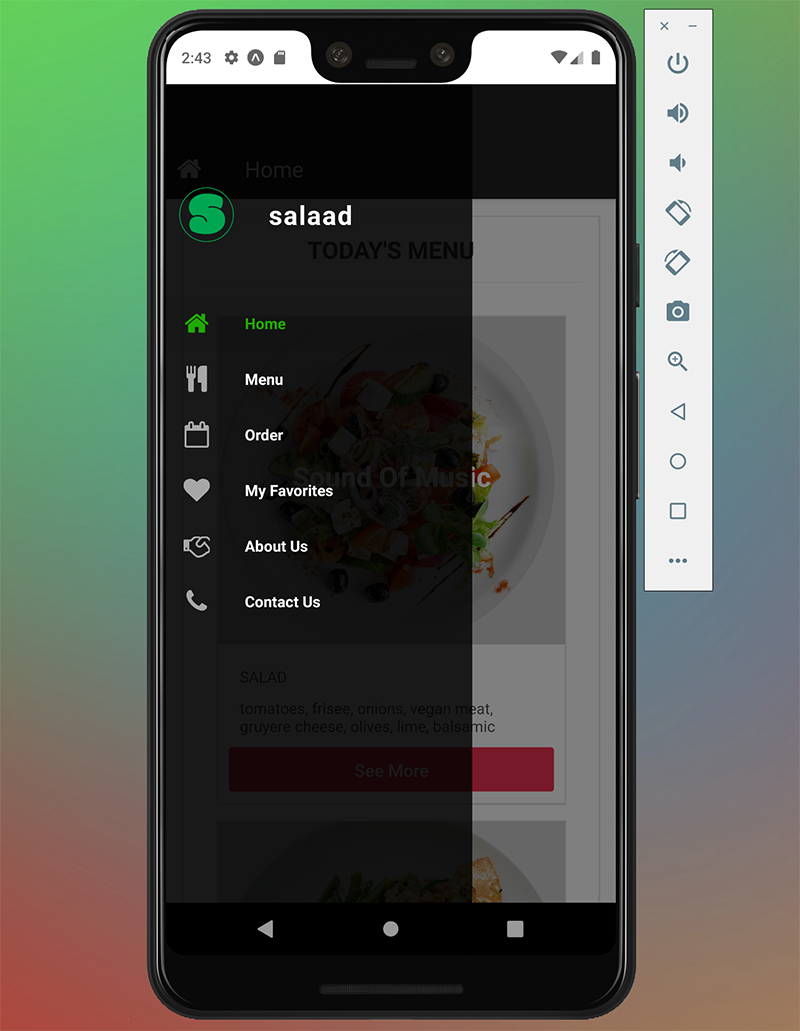 2:43
Home
S
salaad
TODAY'S MENU
Home
Menu
Order
Sound Of Music
My Favorites
About Us
Contact Us
SALAD
tomatoes, frisee, onions, vegan meat,
gruyere cheese, olives, lime, balsamic
See More